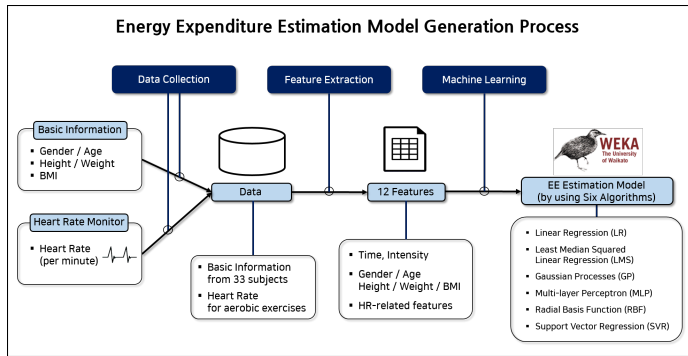 Energy Expenditure Estimation Model Generation Process
Data Collection
Feature Extraction
Machine Learning
Basic Information
▪ Gender / Age
▪ Height / Weight
▪ BMI
Heart Rate Monitor
▪ Heart Rate
(per minute)
Data
▪ Basic Information
from 33 subjects
▪ Heart Rate
for aerobic exercises
12 Features
▪ Time, Intensity
▪ Gender / Age
Height / Weight / BMI
▪ HR-related features
WEKA
The University
of Waikato
EE Estimation Model
(by using Six Algorithms)
▪ Linear Regression (LR)
▪ Least Median Squared
Linear Regression (LMS)
▪ Gaussian Processes (GP)
▪ Multi-layer Perceptron (MLP)
▪ Radial Basis Function (RBF)
▪ Support Vector Regression (SVR)